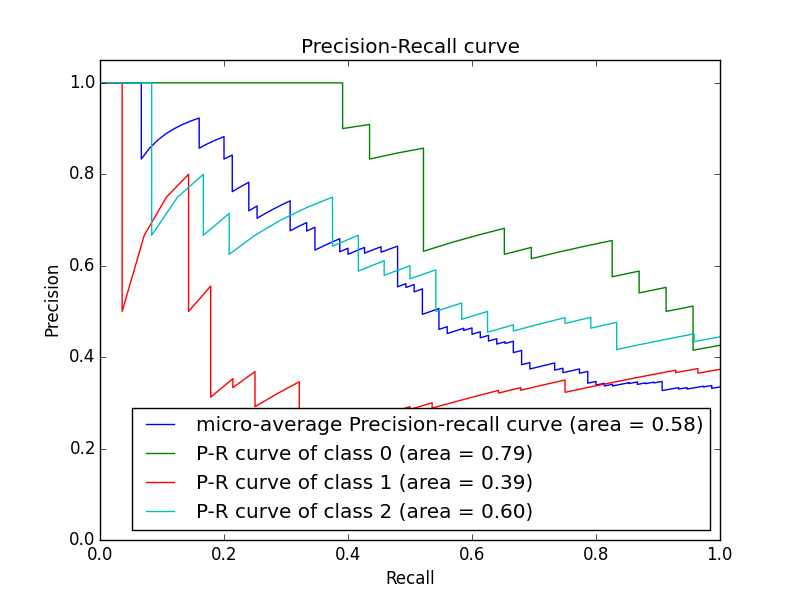 Precision-Recall curve
1.0
0.8
0.6
0.4
0.2
0.0
Precision
micro-average Precision-recall curve (area = 0.58)
P-R curve of class 0 (area = 0.79)
P-R curve of class 1 (area = 0.39)
P-R curve of class 2 (area = 0.60)
0.0 0.2 0.4 0.6 0.8 1.0
Recall